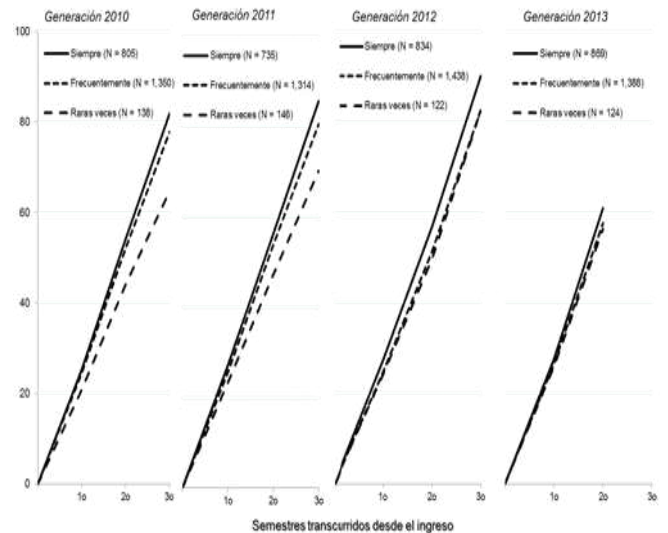 Generación 2010
Generación 2011
Generación 2012
Generación 2013
100
80
60
40
20
0
Siempre (N = 805)
Frecuentemente (N = 1,360)
Raras veces (N = 138)
Siempre (N = 735)
Frecuentemente (N = 1,314)
Raras veces (N = 146)
Siempre (N = 834)
Frecuentemente (N = 1,438)
Raras veces (N = 122)
Siempre (N = 869)
Frecuentemente (N = 1,388)
Raras veces (N = 124)
1o 2o 3o
1o 2o 3o
1o 2o 3o
1o 2o 3o
Semestres transcurridos desde el ingreso